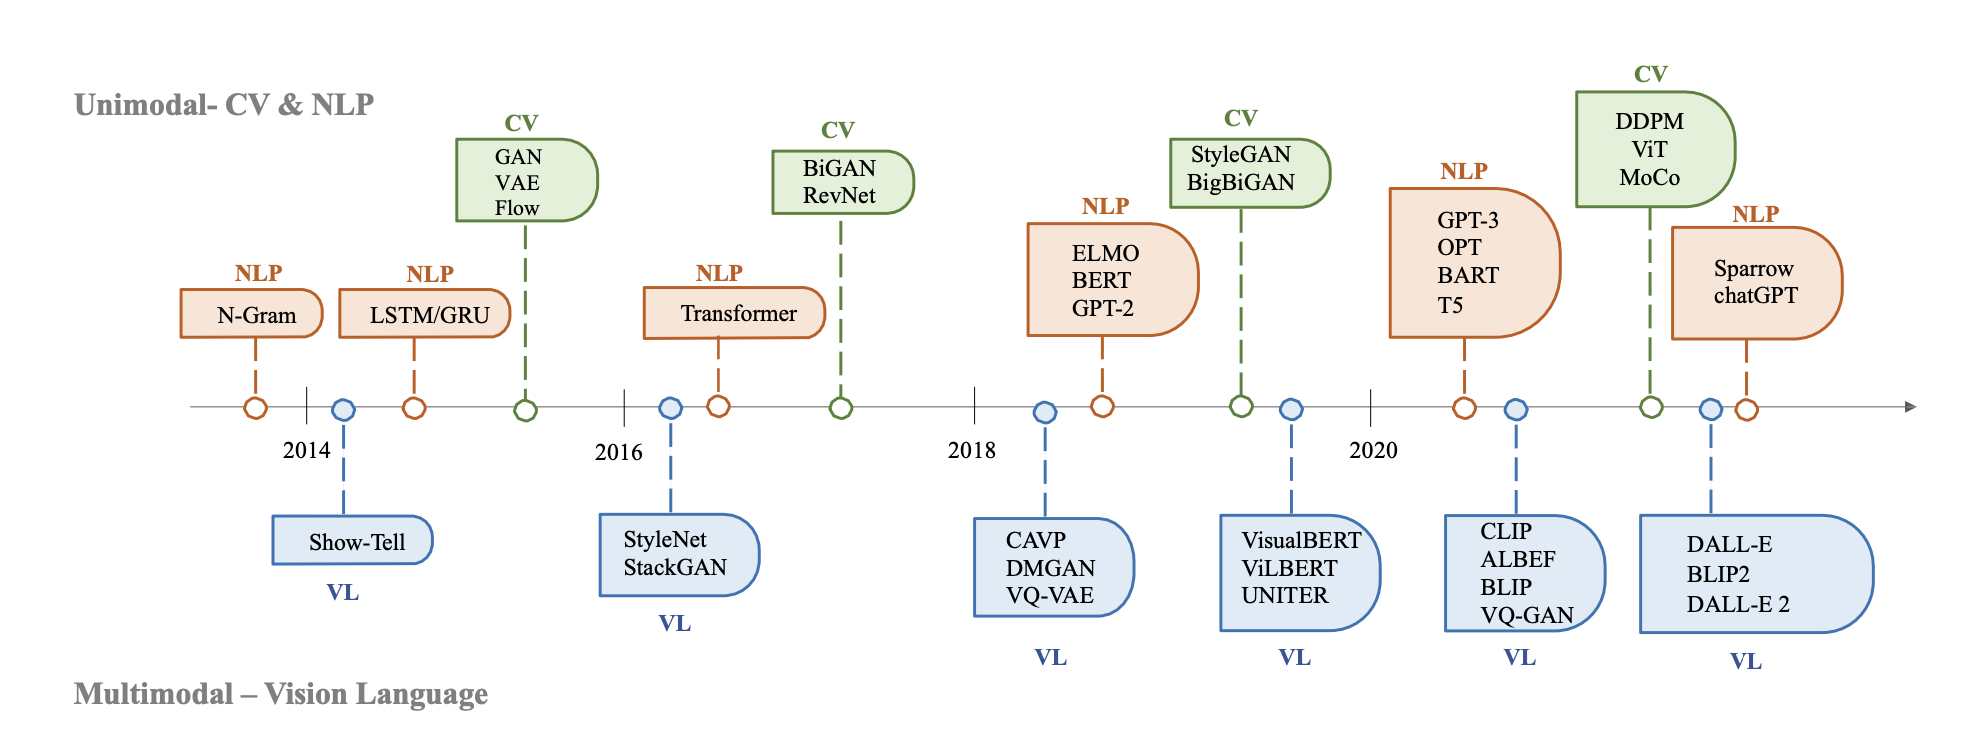 Unimodal- CV & NLP
NLP
N-Gram
NLP
LSTM/GRU
CV
GAN
VAE
Flow
NLP
Transformer
CV
BiGAN
RevNet
NLP
ELMO
BERT
GPT-2
CV
StyleGAN
BigBiGAN
NLP
GPT-3
OPT
BART
T5
CV
DDPM
ViT
MoCo
NLP
Sparrow
chatGPT
2014
2016
2018
2020
Show-Tell
VL
StyleNet
StackGAN
VL
CAVP
DMGAN
VQ-VAE
VL
VisualBERT
ViLBERT
UNITER
VL
CLIP
ALBEF
BLIP
VQ-GAN
VL
DALL-E
BLIP2
DALL-E 2
VL
Multimodal – Vision Language